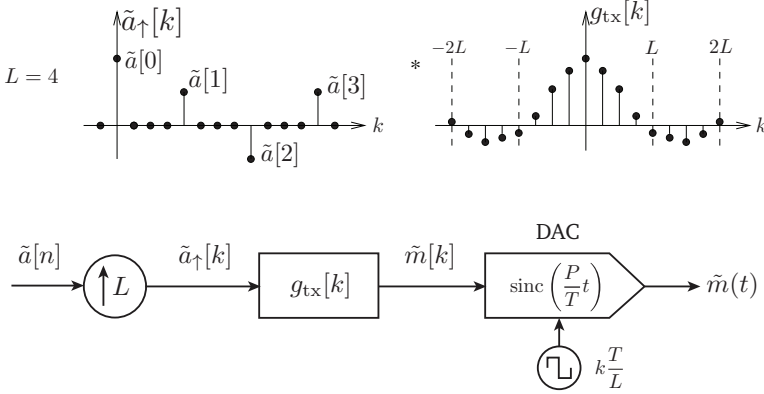 ã↑[k]
g_tx[k]
ã[0]
−2L
−L
L
2L
L = 4
*
ã[1]
ã[3]
k
k
ã[2]
DAC
ã[n]
ã↑[k]
m̃[k]
m̃(t)
↑L
g_tx[k]
sinc (P/T t)
k T/L